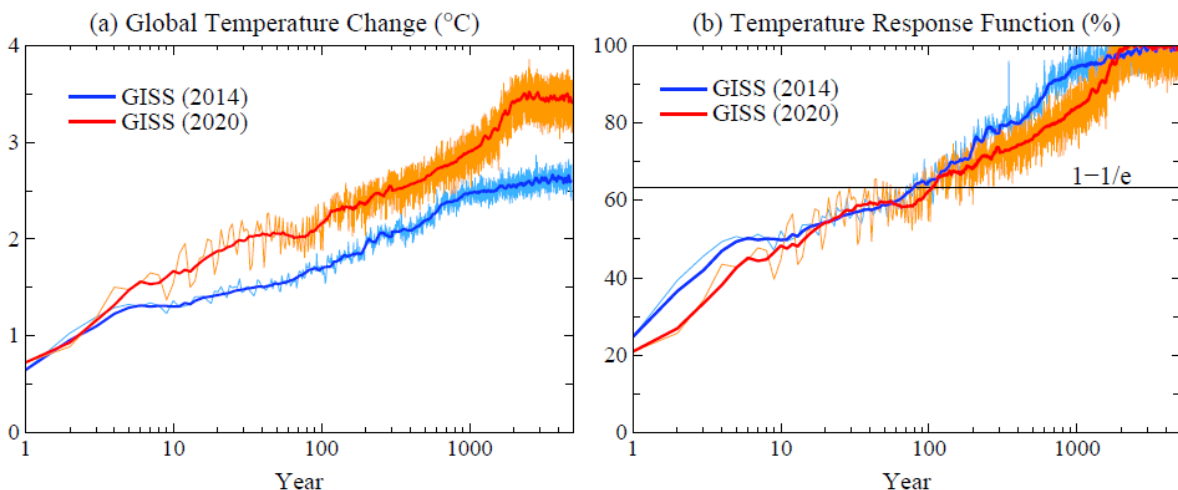 (a) Global Temperature Change (°C)
4
3
2
1
0
GISS (2014)
GISS (2020)
1
10
100
1000
Year
(b) Temperature Response Function (%)
100
80
60
40
20
0
GISS (2014)
GISS (2020)
1−1/e
1
10
100
1000
Year